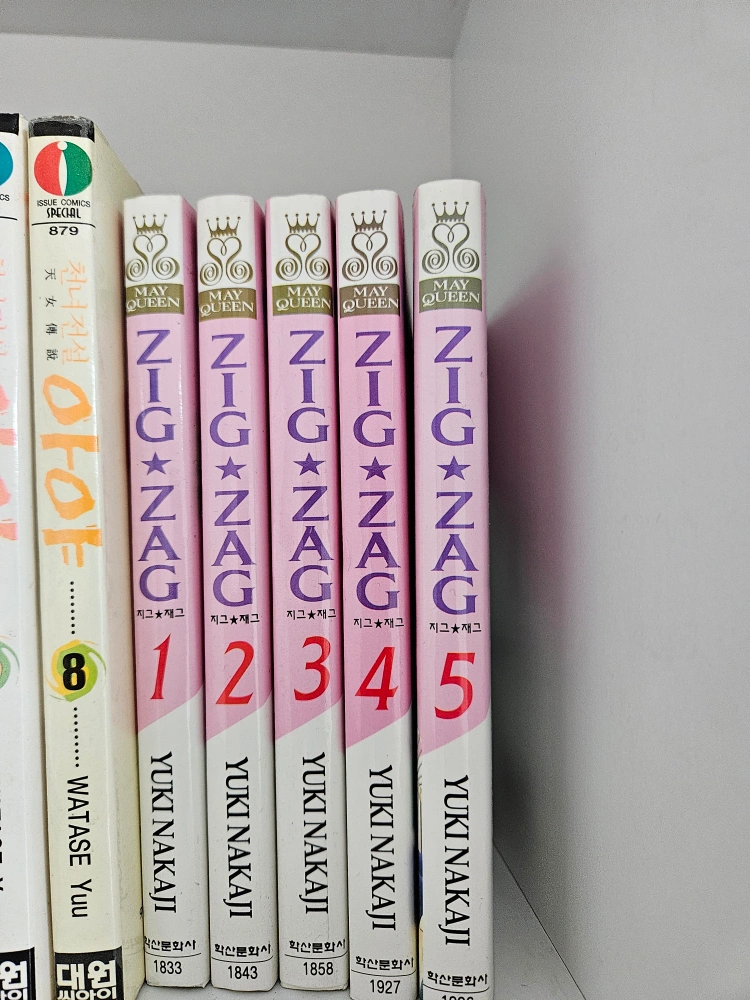 ISSUE COMICS
SPECIAL
879
천녀전설
天女傳說
아야
8
WATASE Yuu
대원
MAY
QUEEN
ZIG★ZAG
지그★재그
1
YUKI NAKAJI
학산문화사
1833
MAY
QUEEN
ZIG★ZAG
지그★재그
2
YUKI NAKAJI
학산문화사
1843
MAY
QUEEN
ZIG★ZAG
지그★재그
3
YUKI NAKAJI
학산문화사
1858
MAY
QUEEN
ZIG★ZAG
지그★재그
4
YUKI NAKAJI
학산문화사
1927
MAY
QUEEN
ZIG★ZAG
지그★재그
5
YUKI NAKAJI
학산문화사